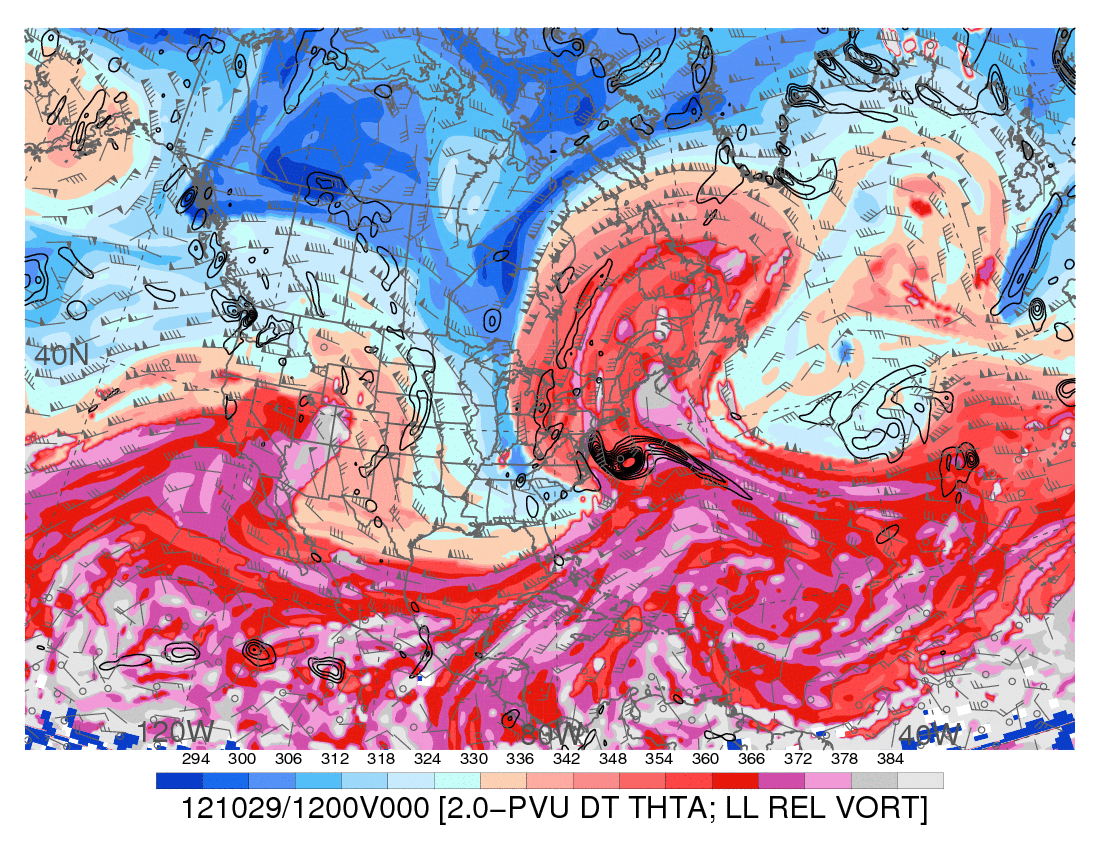 40N
120W
80W
40W
294 300 306 312 318 324 330 336 342 348 354 360 366 372 378 384
121029/1200V000 [2.0−PVU DT THTA; LL REL VORT]